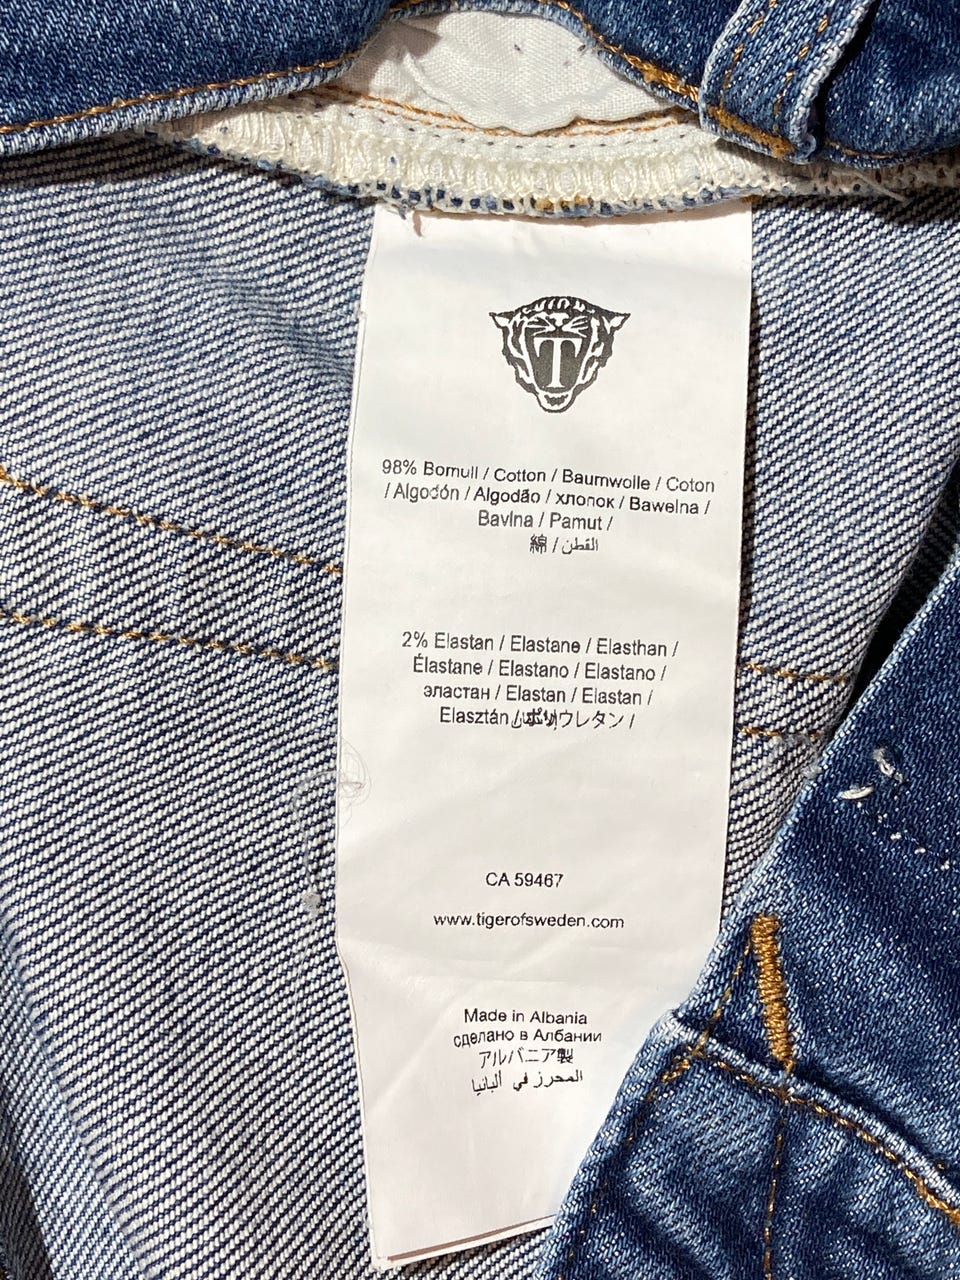 T
98% Bomull / Cotton / Baumwolle / Coton
/ Algodón / Algodão / хлопок / Bawelna /
Bavlna / Pamut /
綿 / القطن
2% Elastan / Elastane / Elasthan /
Élastane / Elastano / Elastano /
эластан / Elastan / Elastan /
Elasztán / ポリウレタン /
CA 59467
www.tigerofsweden.com
Made in Albania
сделано в Албании
アルバニア製
المحرز في ألبانيا